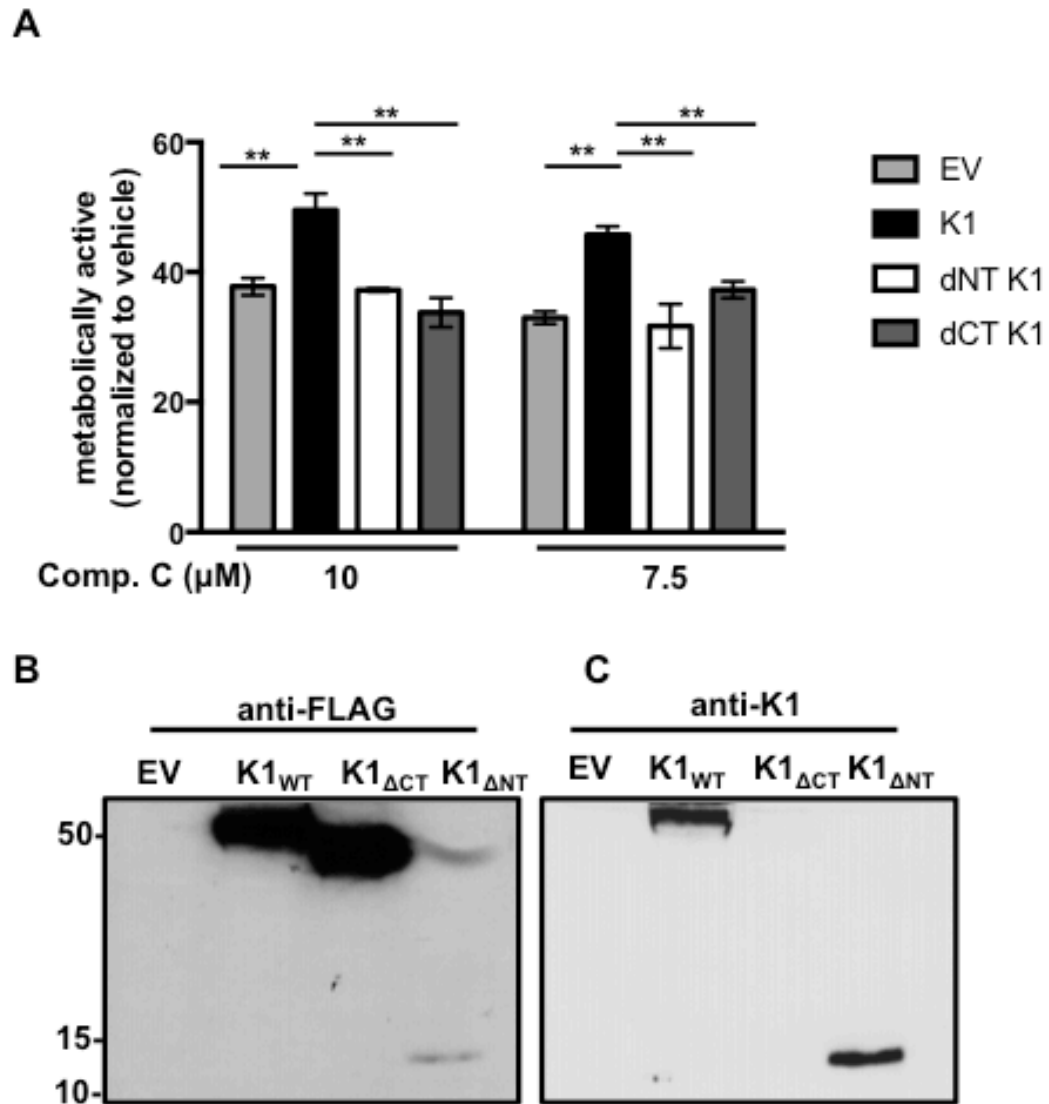 A
** **
** ** ** **
60
40
20
0
metabolically active
(normalized to vehicle)
EV
K1
dNT K1
dCT K1
Comp. C (µM) 10 7.5
B
anti-FLAG
EV K1WT K1ΔCT K1ΔNT
50-
15-
10-
C
anti-K1
EV K1WT K1ΔCT K1ΔNT